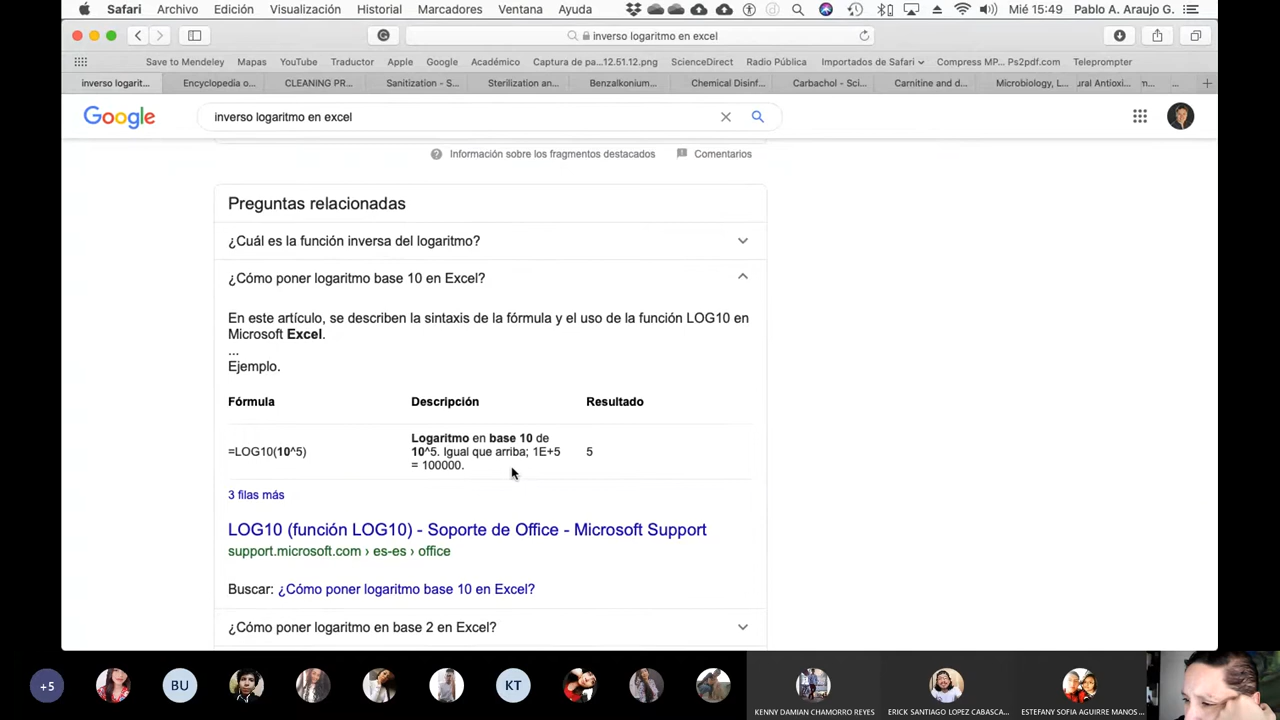 Safari Archivo Edición Visualización Historial Marcadores Ventana Ayuda Mié 15:49 Pablo A. Araujo G.
inverso logaritmo en excel
Save to Mendeley Mapas YouTube Traductor Apple Google Académico Captura de pa...12.51.12.png ScienceDirect Radio Pública Importados de Safari Compress MP... Ps2pdf.com Teleprompter
inverso logarit... Encyclopedia o... CLEANING PR... Sanitization - S... Sterilization an... Benzalkonium... Chemical Disinf... Carbachol - Sci... Carnitine and d... Microbiology, L... ural Antioxi... m... ...
Google inverso logaritmo en excel
Información sobre los fragmentos destacados Comentarios
Preguntas relacionadas
¿Cuál es la función inversa del logaritmo?
¿Cómo poner logaritmo base 10 en Excel?
En este artículo, se describen la sintaxis de la fórmula y el uso de la función LOG10 en
Microsoft Excel.
...
Ejemplo.
Fórmula Descripción Resultado
Logaritmo en base 10 de
=LOG10(10^5) 10^5. Igual que arriba; 1E+5 5
= 100000.
3 filas más
LOG10 (función LOG10) - Soporte de Office - Microsoft Support
support.microsoft.com › es-es › office
Buscar: ¿Cómo poner logaritmo base 10 en Excel?
¿Cómo poner logaritmo en base 2 en Excel?
+5 BU KT
KENNY DAMIAN CHAMORRO REYES ERICK SANTIAGO LOPEZ CABASCA... ESTEFANY SOFIA AGUIRRE MANOS...